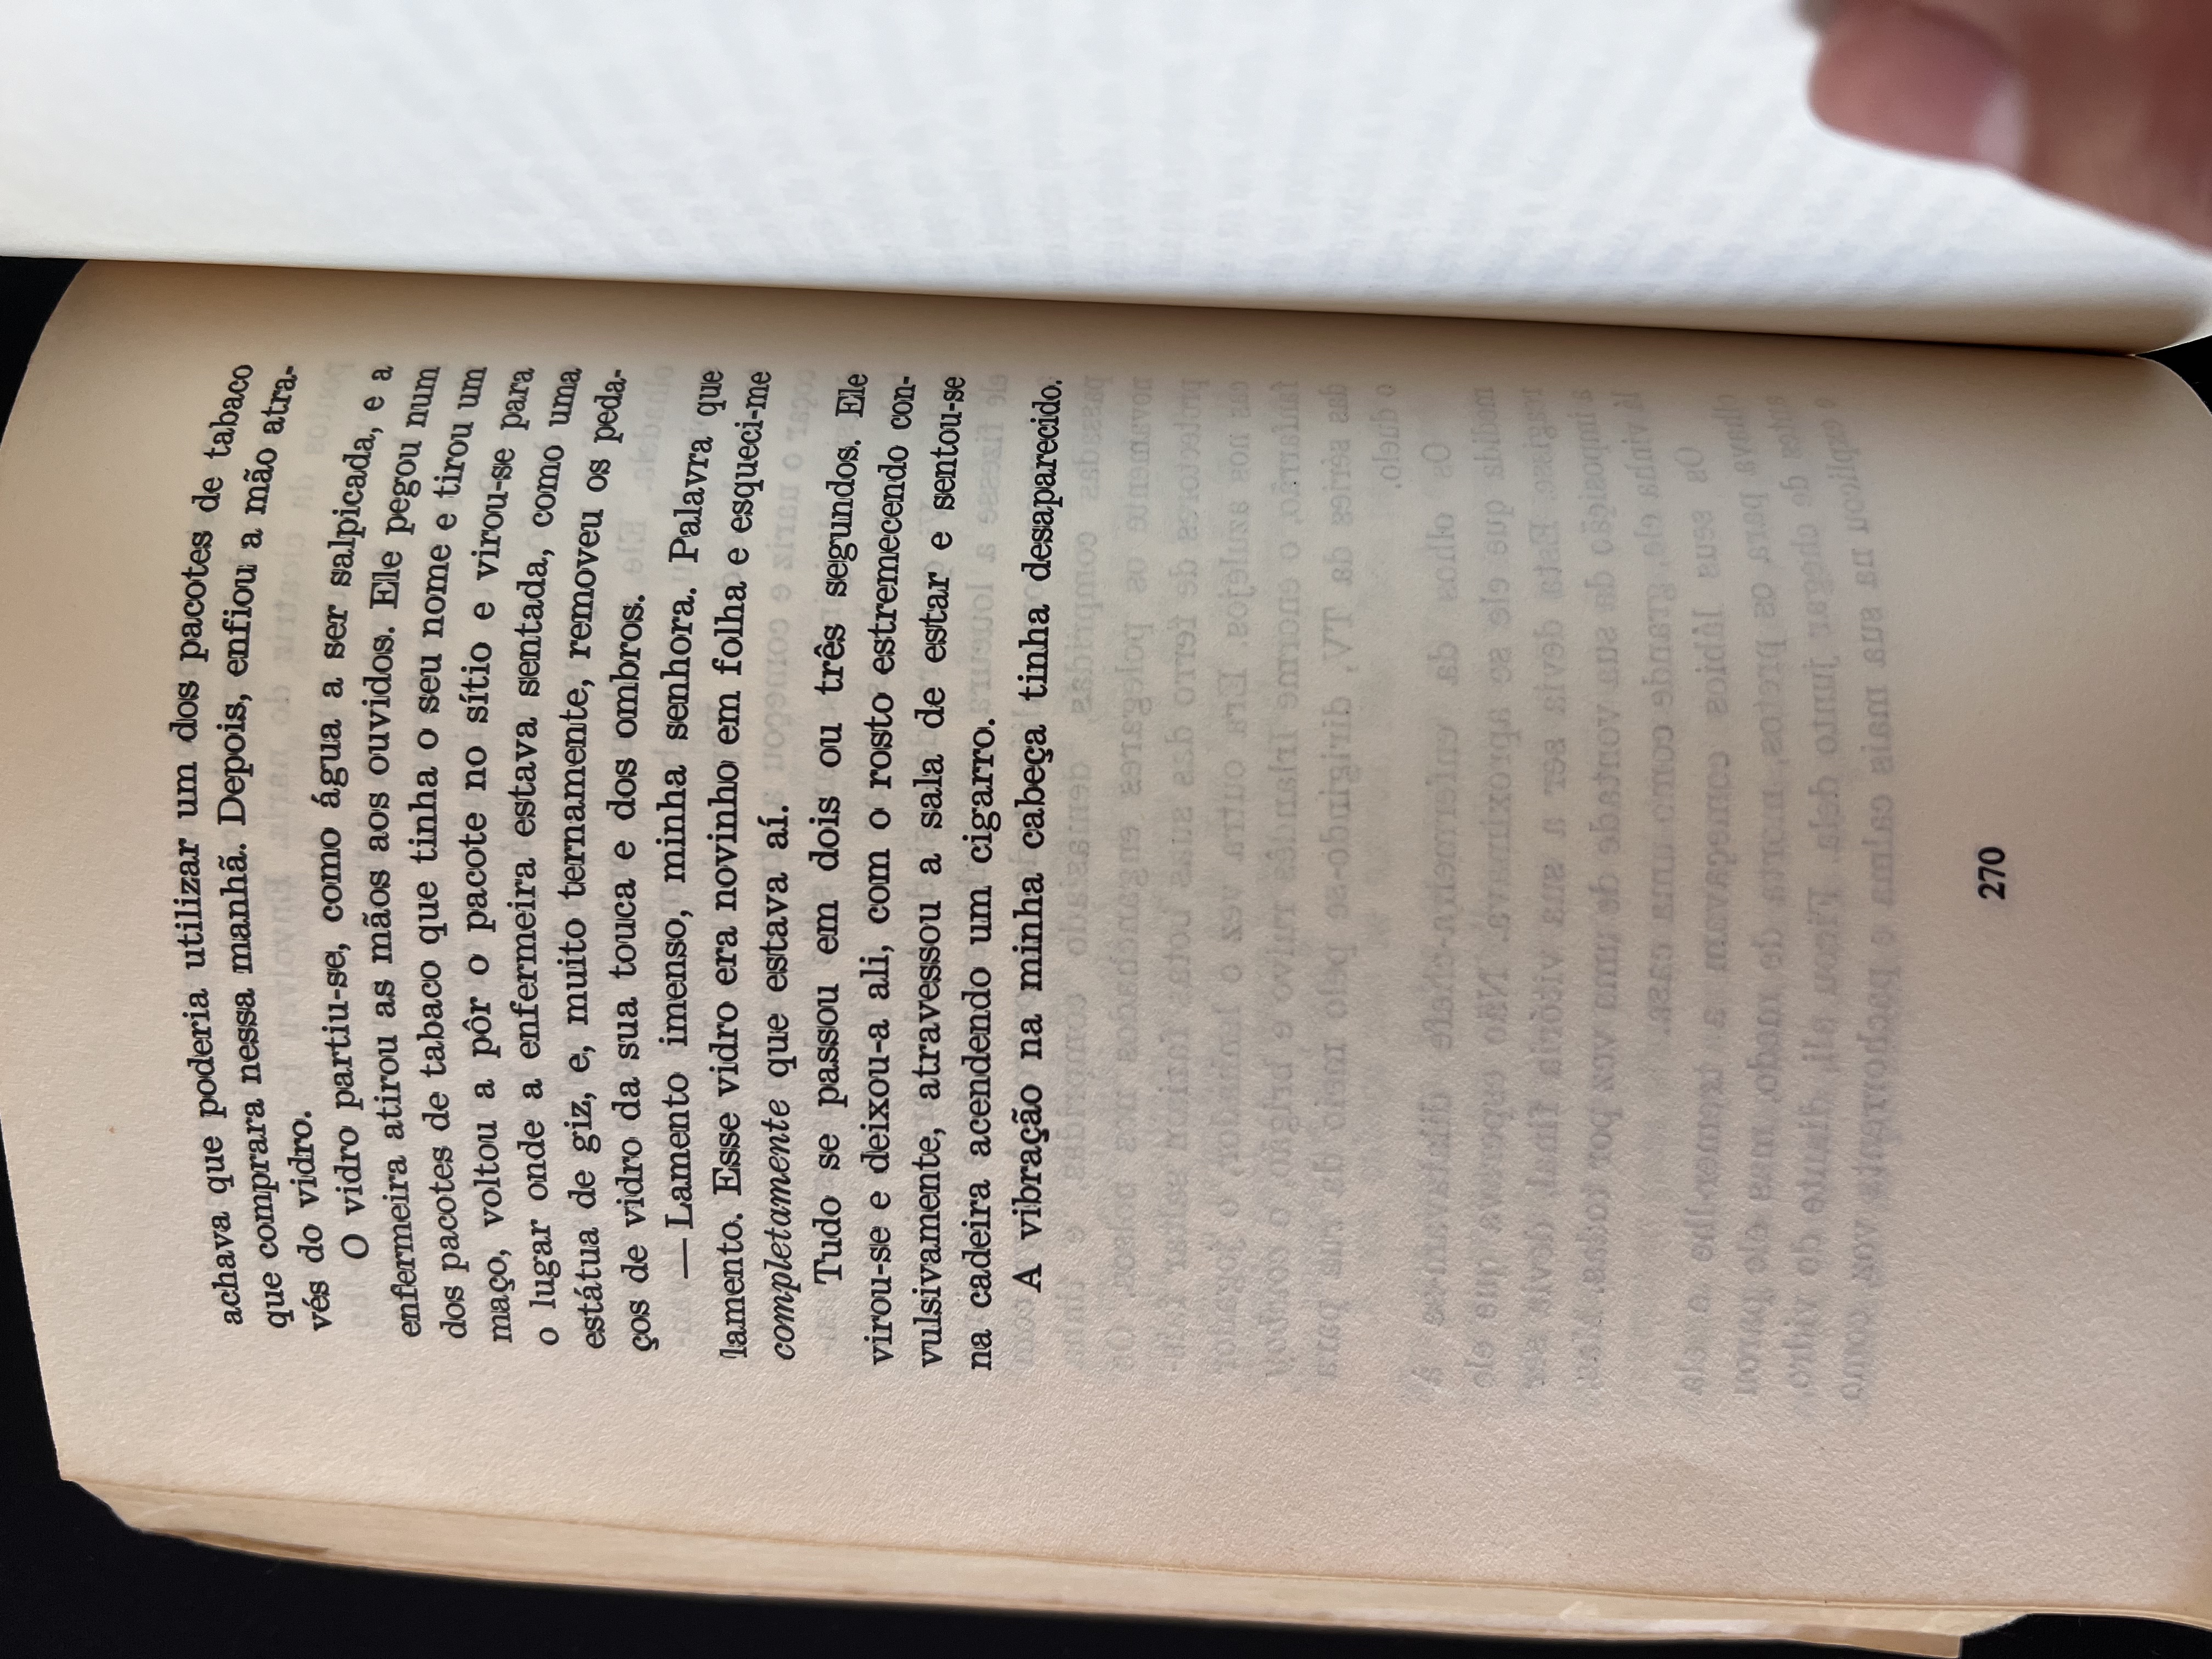 achava que poderia utilizar um dos pacotes de tabaco
que comprara nessa manhã. Depois, enfiou a mão atra-
vés do vidro.
O vidro partiu-se, como água a ser salpicada, e a
enfermeira atirou as mãos aos ouvidos. Ele pegou num
dos pacotes de tabaco que tinha o seu nome e tirou um
maço, voltou a pôr o pacote no sítio e virou-se para
o lugar onde a enfermeira estava sentada, como uma
estátua de giz, e, muito ternamente, removeu os peda-
ços de vidro da sua touca e dos ombros.
— Lamento imenso, minha senhora. Palavra que
lamento. Esse vidro era novinho em folha e esqueci-me
completamente que estava aí.
Tudo se passou em dois ou três segundos. Ele
virou-se e deixou-a ali, com o rosto estremecendo con-
vulsivamente, atravessou a sala de estar e sentou-se
na cadeira acendendo um cigarro.
A vibração na minha cabeça tinha desaparecido.
270